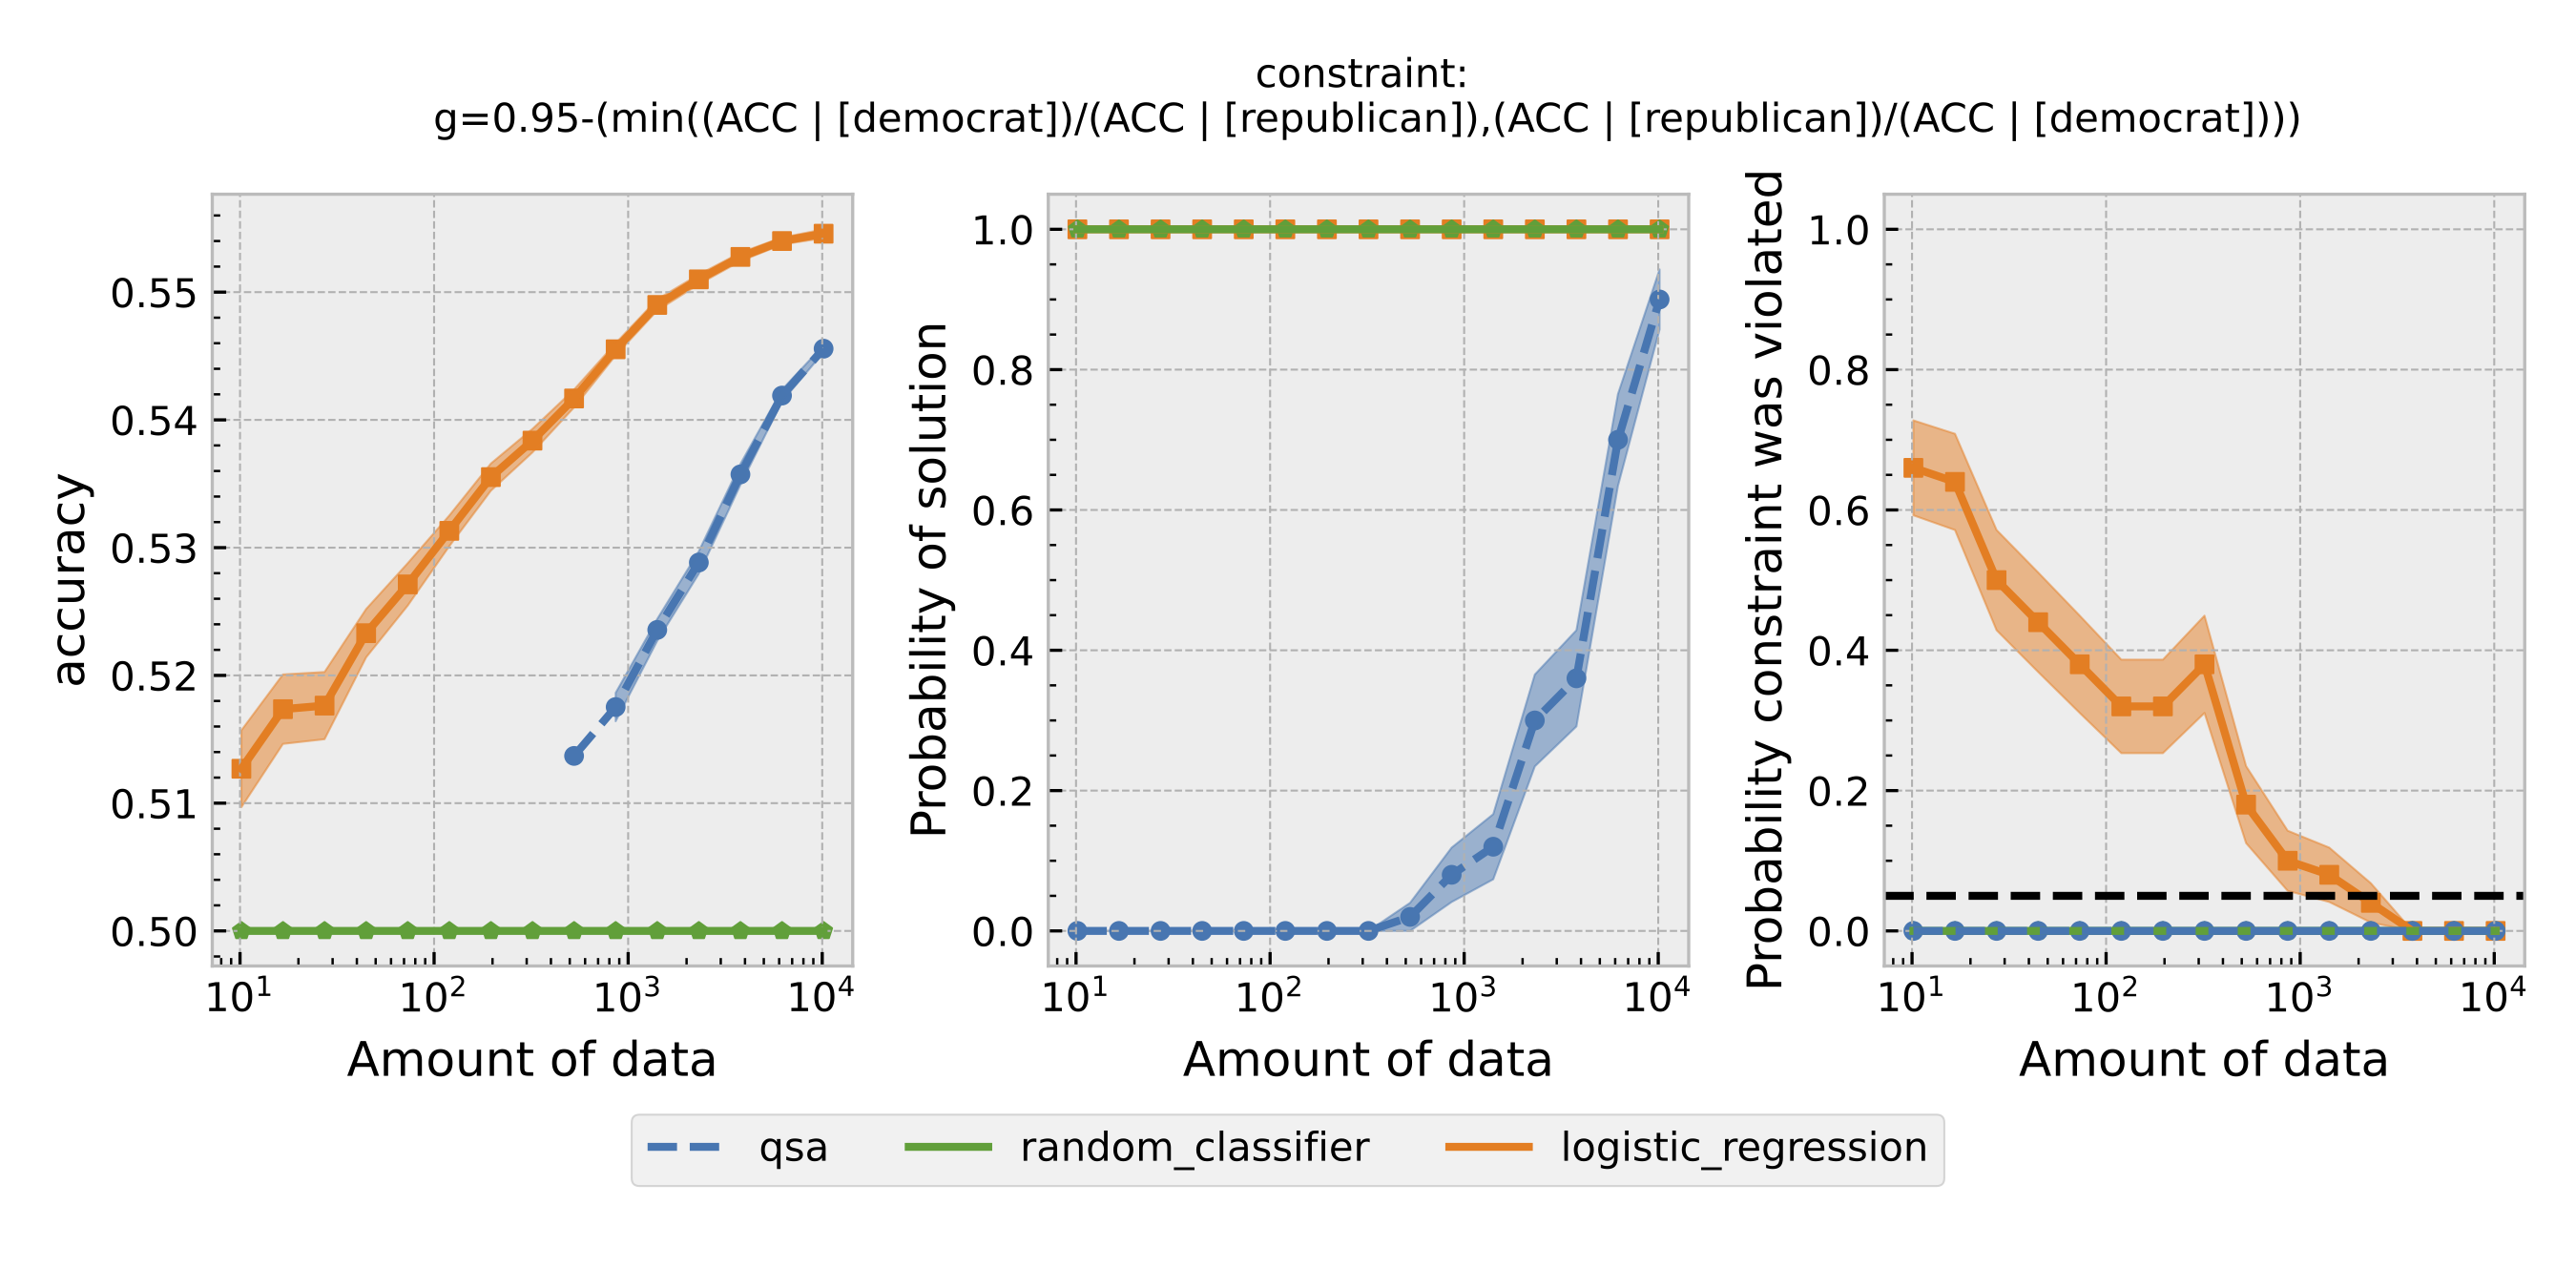 constraint:
g=0.95-(min((ACC | [democrat])/(ACC | [republican]),(ACC | [republican])/(ACC | [democrat])))
accuracy
0.55
0.54
0.53
0.52
0.51
0.50
10¹ 10² 10³ 10⁴
Amount of data
Probability of solution
1.0
0.8
0.6
0.4
0.2
0.0
10¹ 10² 10³ 10⁴
Amount of data
Probability constraint was violated
1.0
0.8
0.6
0.4
0.2
0.0
10¹ 10² 10³ 10⁴
Amount of data
qsa random_classifier logistic_regression